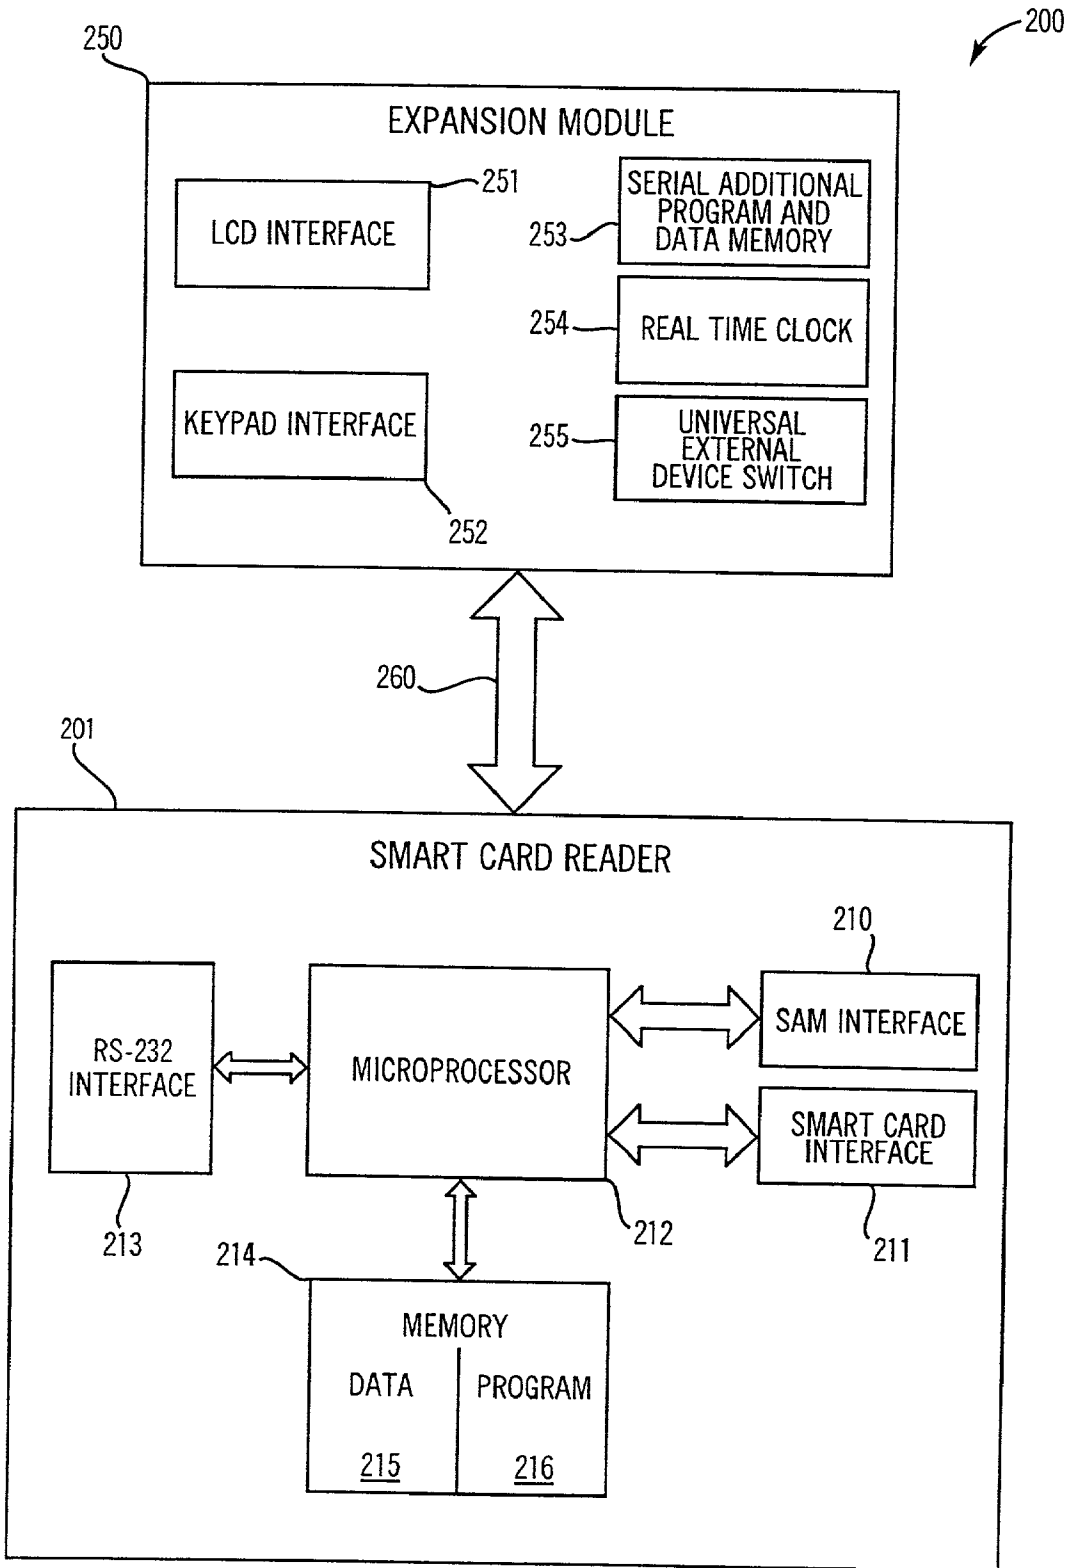 200
250
EXPANSION MODULE
251
LCD INTERFACE
SERIAL ADDITIONAL
PROGRAM AND
DATA MEMORY
253
254
REAL TIME CLOCK
KEYPAD INTERFACE
252
255
UNIVERSAL
EXTERNAL
DEVICE SWITCH
260
201
SMART CARD READER
210
RS-232
INTERFACE
213
MICROPROCESSOR
212
SAM INTERFACE
SMART CARD
INTERFACE
211
214
MEMORY
DATA
PROGRAM
215
216